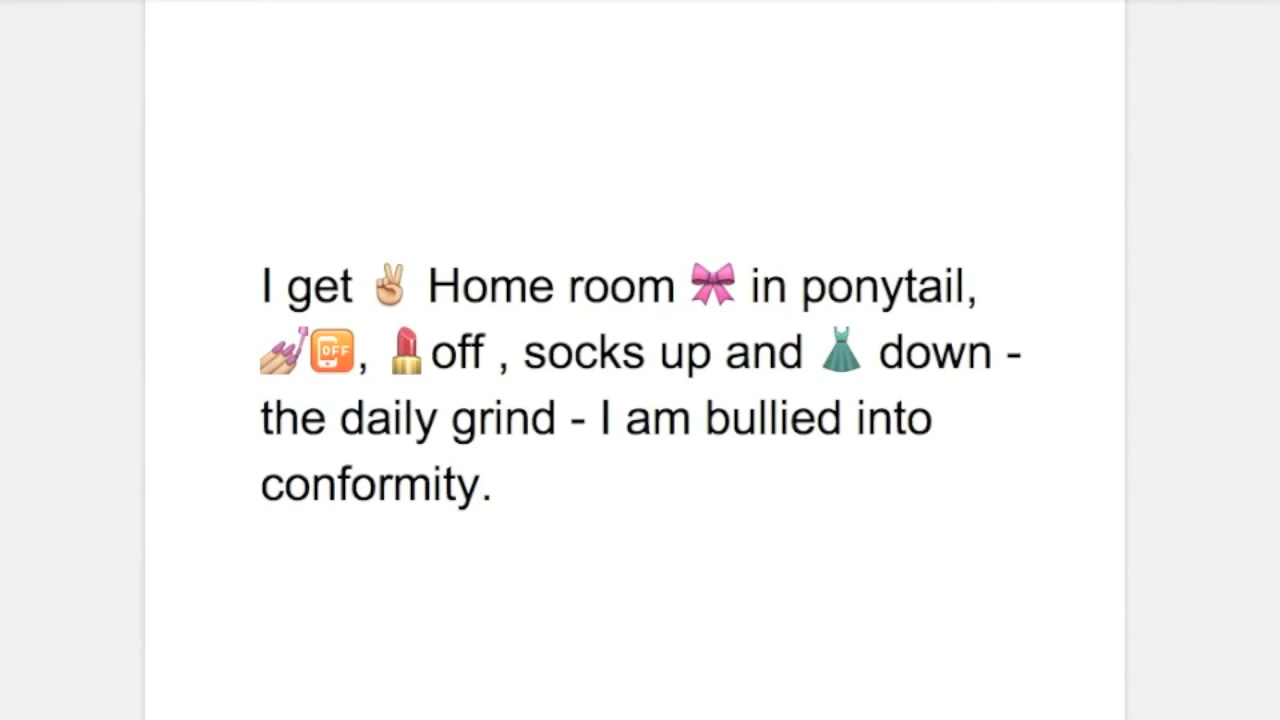 I get ✌🏼 Home room 🎀 in ponytail,
💅🏼📴, 💄off , socks up and 👗 down -
the daily grind - I am bullied into
conformity.